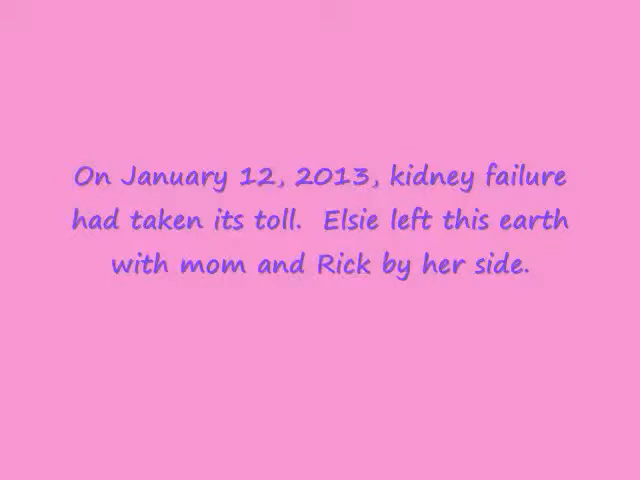 On January 12, 2013, kidney failure
had taken its toll.  Elsie left this earth
with mom and Rick by her side.